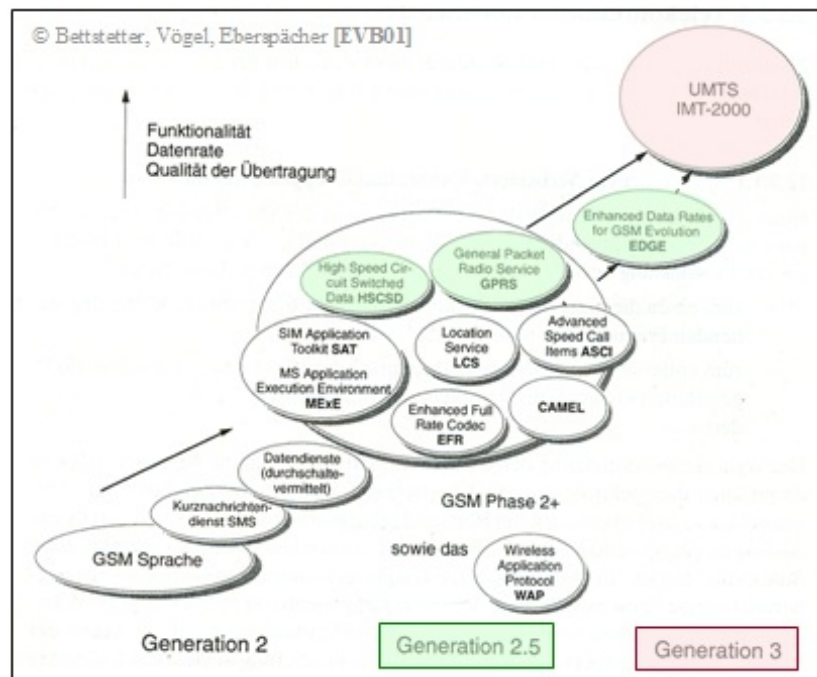 © Bettstetter, Vögel, Eberspächer [EVB01]
UMTS
IMT-2000
Funktionalität
Datenrate
Qualität der Übertragung
Enhanced Data Rates
for GSM Evolution
EDGE
General Packet
Radio Service
GPRS
High Speed Cir
cuit Switched
Data HSCSD
SIM Application
Toolkit SAT
MS Application
Execution Environment
MExE
Location
Service
LCS
Advanced
Speed Call
Items ASCI
Enhanced Full
Rate Codec
EFR
CAMEL
Datendienste
(durchschalte-
vermittelt)
Kurznachrichten-
dienst SMS
GSM Sprache
GSM Phase 2+
sowie das
Wireless
Application
Protocol
WAP
Generation 2
Generation 2.5
Generation 3